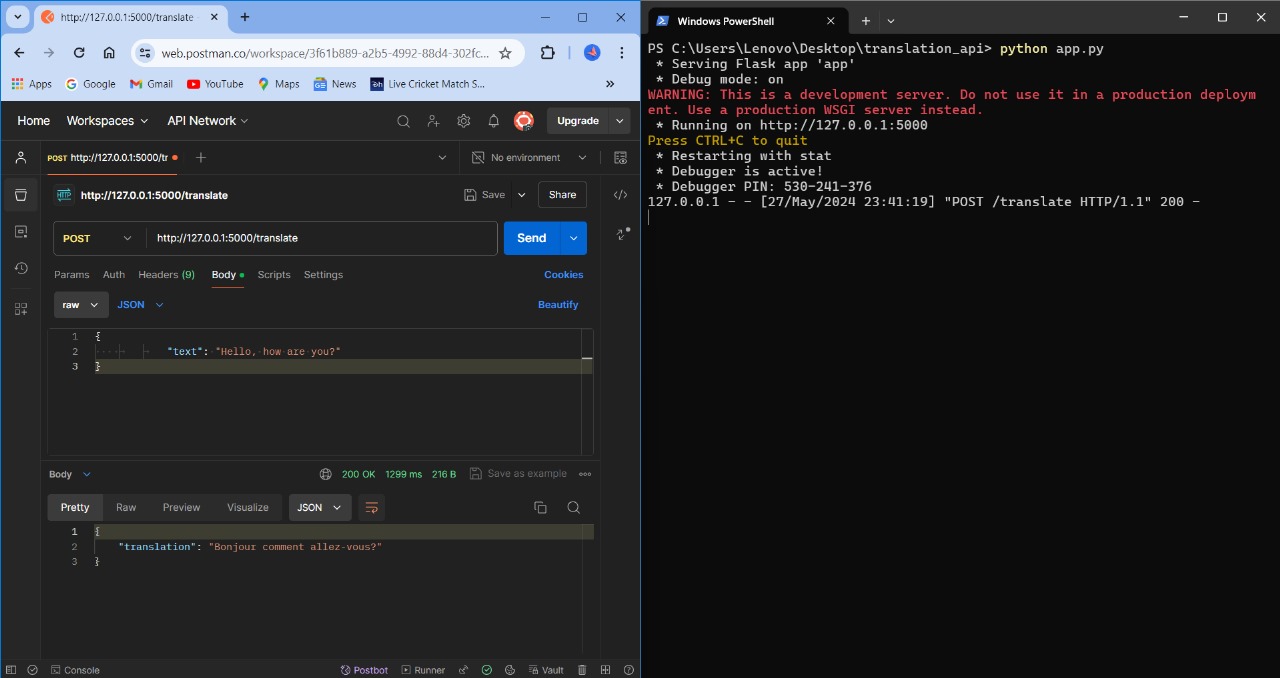 http://127.0.0.1:5000/translate
web.postman.co/workspace/3f61b889-a2b5-4992-88d4-302fc...
Apps Google Gmail YouTube Maps News Live Cricket Match S... »
Home Workspaces API Network Upgrade
POST http://127.0.0.1:5000/tr No environment
HTTP http://127.0.0.1:5000/translate Save Share
POST http://127.0.0.1:5000/translate Send
Params Auth Headers (9) Body Scripts Settings Cookies
raw JSON Beautify
1 {
2 "text": "Hello, how are you?"
3 }
Body 200 OK 1299 ms 216 B Save as example
Pretty Raw Preview Visualize JSON
1 {
2 "translation": "Bonjour comment allez-vous?"
3 }
Console Postbot Runner Vault
Windows PowerShell
PS C:\Users\Lenovo\Desktop\translation_api> python app.py
* Serving Flask app 'app'
* Debug mode: on
WARNING: This is a development server. Do not use it in a production deploym
ent. Use a production WSGI server instead.
* Running on http://127.0.0.1:5000
Press CTRL+C to quit
* Restarting with stat
* Debugger is active!
* Debugger PIN: 530-241-376
127.0.0.1 - - [27/May/2024 23:41:19] "POST /translate HTTP/1.1" 200 -